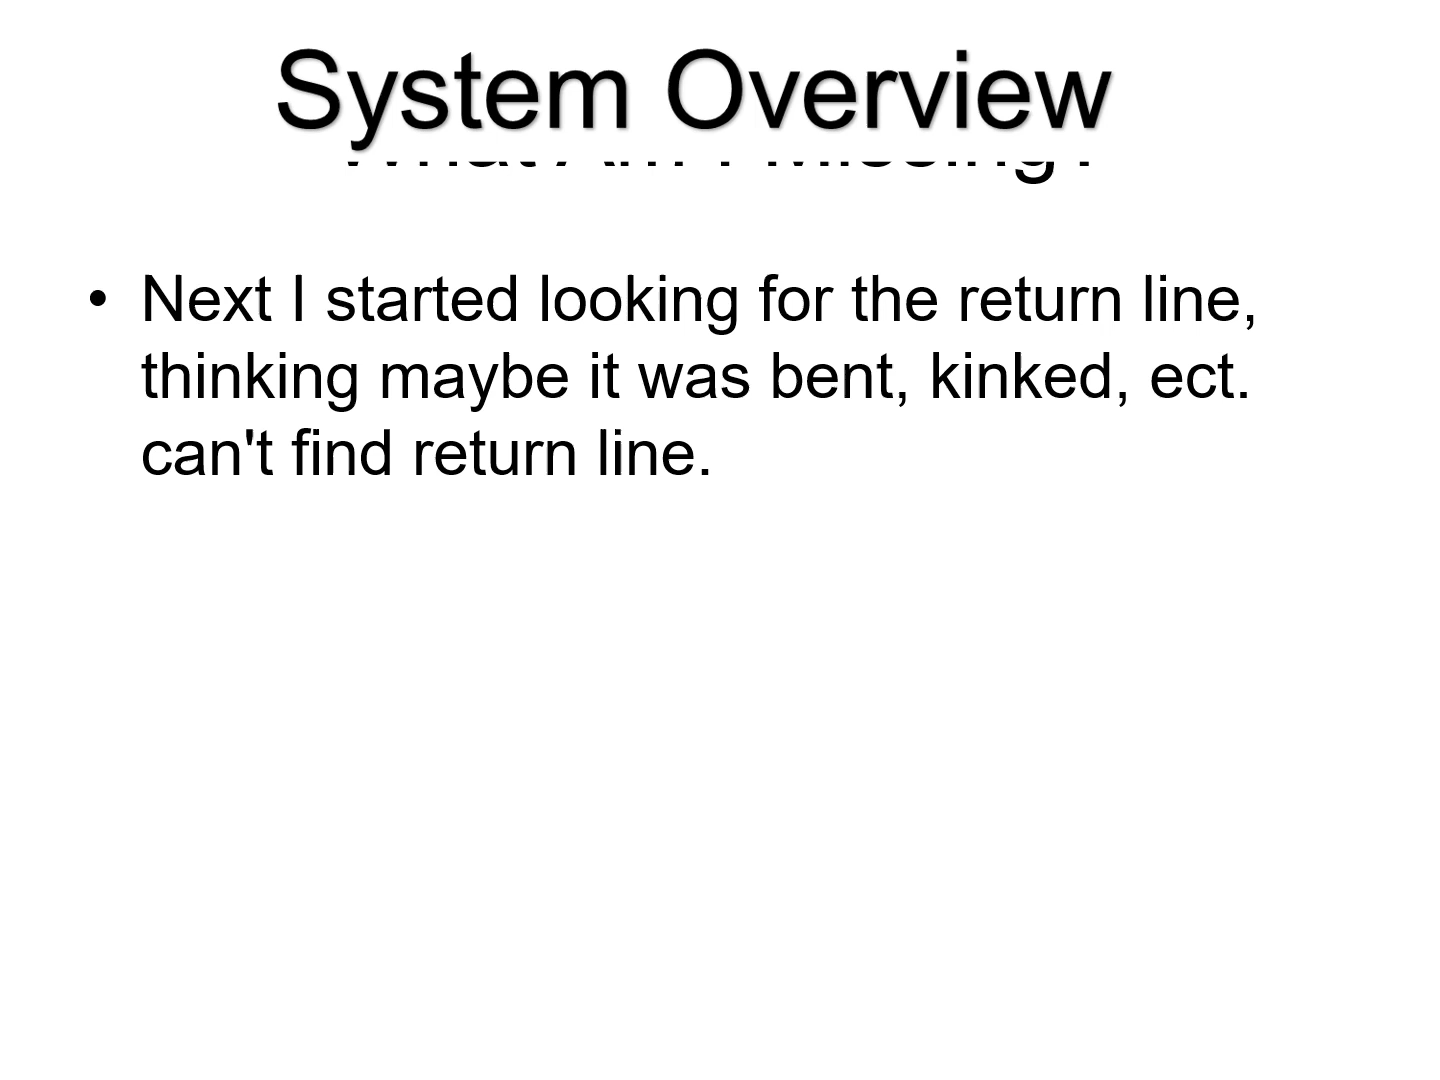 System Overview
• Next I started looking for the return line,
thinking maybe it was bent, kinked, ect.
can't find return line.